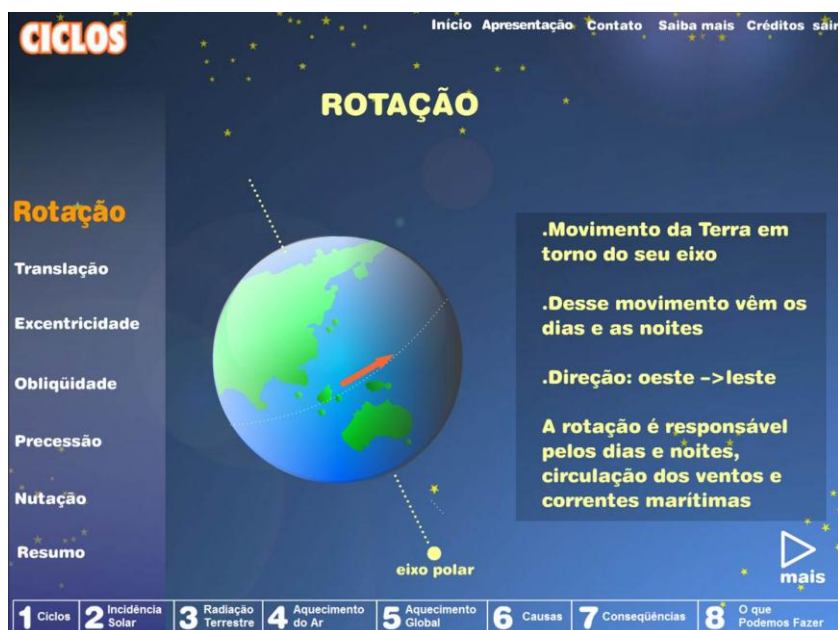 CICLOS
Início Apresentação Contato Saiba mais Créditos sair
ROTAÇÃO
Rotação
Translação
Excentricidade
Obliqüidade
Precessão
Nutação
Resumo
.Movimento da Terra em
torno do seu eixo
.Desse movimento vêm os
dias e as noites
.Direção: oeste –>leste
A rotação é responsável
pelos dias e noites,
circulação dos ventos e
correntes marítimas
eixo polar
mais
1 Ciclos
2 Incidência
Solar
3 Radiação
Terrestre
4 Aquecimento
do Ar
5 Aquecimento
Global
6 Causas
7 Conseqüências
8 O que
Podemos Fazer